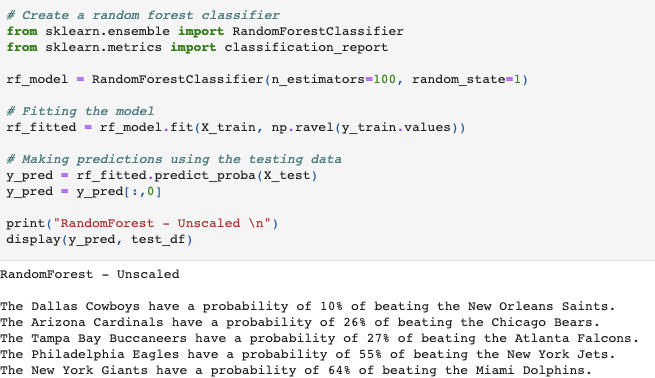 # Create a random forest classifier
from sklearn.ensemble import RandomForestClassifier
from sklearn.metrics import classification_report
rf_model = RandomForestClassifier(n_estimators=100, random_state=1)
# Fitting the model
rf_fitted = rf_model.fit(X_train, np.ravel(y_train.values))
# Making predictions using the testing data
y_pred = rf_fitted.predict_proba(X_test)
y_pred = y_pred[:,0]
print("RandomForest - Unscaled \n")
display(y_pred, test_df)
RandomForest - Unscaled
The Dallas Cowboys have a probability of 10% of beating the New Orleans Saints.
The Arizona Cardinals have a probability of 26% of beating the Chicago Bears.
The Tampa Bay Buccaneers have a probability of 27% of beating the Atlanta Falcons.
The Philadelphia Eagles have a probability of 55% of beating the New York Jets.
The New York Giants have a probability of 64% of beating the Miami Dolphins.